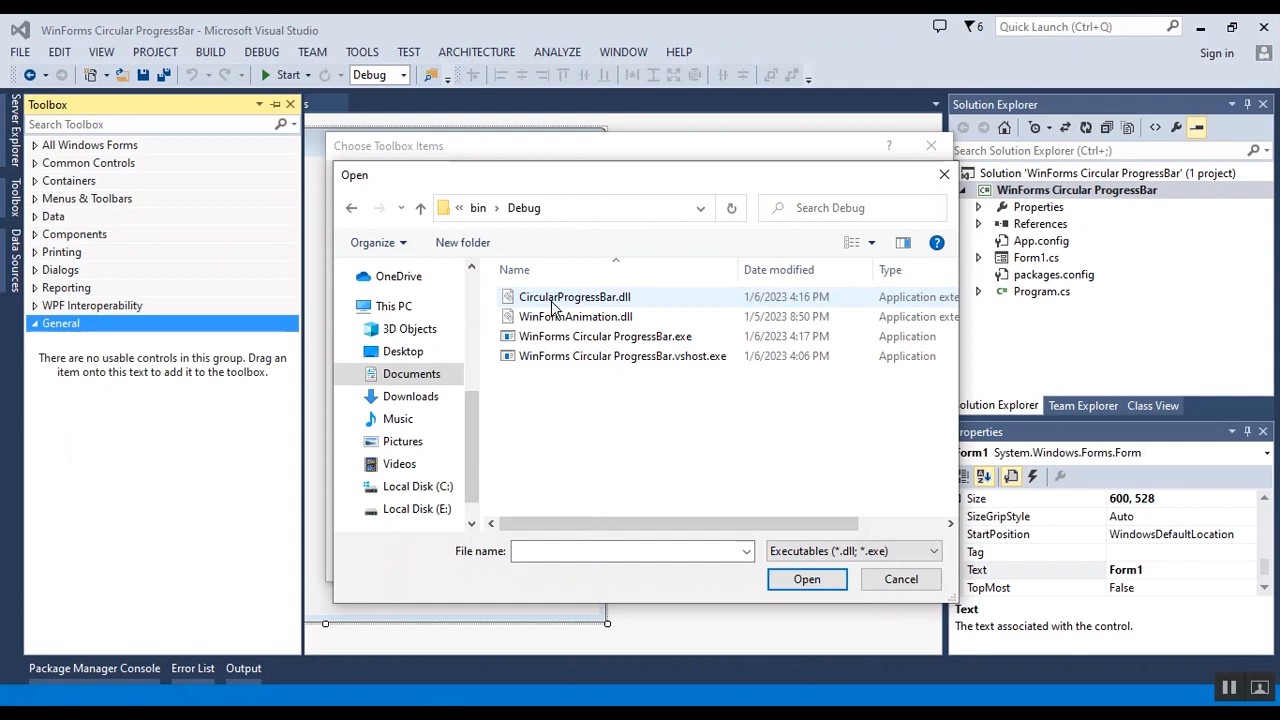 WinForms Circular ProgressBar - Microsoft Visual Studio
6
Quick Launch (Ctrl+Q)
FILE EDIT VIEW PROJECT BUILD DEBUG TEAM TOOLS TEST ARCHITECTURE ANALYZE WINDOW HELP
Sign in
Start
Debug
Server Explorer
Toolbox
Data Sources
Toolbox
Search Toolbox
All Windows Forms
Common Controls
Containers
Menus & Toolbars
Data
Components
Printing
Dialogs
Reporting
WPF Interoperability
General
There are no usable controls in this group. Drag an
item onto this text to add it to the toolbox.
s
Choose Toolbox Items
?
Open
« bin › Debug
Search Debug
Organize
New folder
?
OneDrive
This PC
3D Objects
Desktop
Documents
Downloads
Music
Pictures
Videos
Local Disk (C:)
Local Disk (E:)
Name Date modified Type
CircularProgressBar.dll 1/6/2023 4:16 PM Application exte
WinFormAnimation.dll 1/5/2023 8:50 PM Application exte
WinForms Circular ProgressBar.exe 1/6/2023 4:17 PM Application
WinForms Circular ProgressBar.vshost.exe 1/6/2023 4:06 PM Application
File name:
Executables (*.dll; *.exe)
Open
Cancel
Solution Explorer
Search Solution Explorer (Ctrl+;)
Solution 'WinForms Circular ProgressBar' (1 project)
WinForms Circular ProgressBar
Properties
References
App.config
Form1.cs
packages.config
Program.cs
olution Explorer Team Explorer Class View
roperties
Form1 System.Windows.Forms.Form
Size 600, 528
SizeGripStyle Auto
StartPosition WindowsDefaultLocation
Tag
Text Form1
TopMost False
Text
The text associated with the control.
Package Manager Console Error List Output